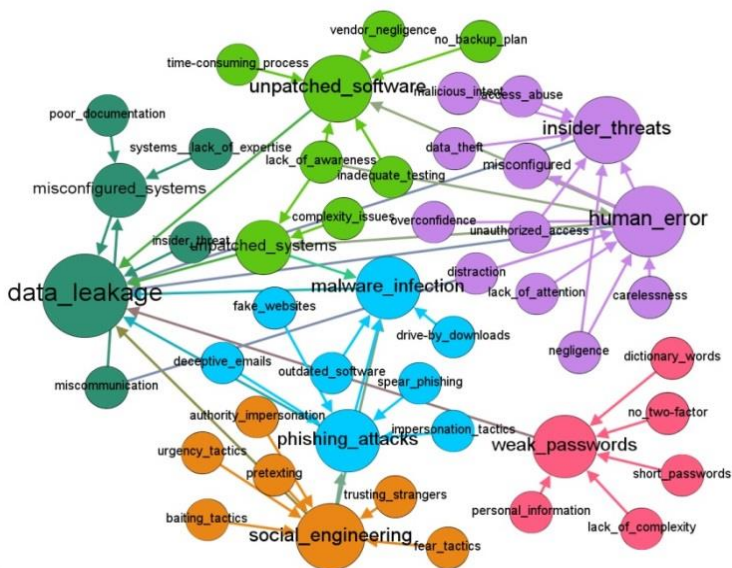 vendor_negligence
no_backup_plan
time-consuming_process
unpatched_software
malicious_intent
access_abuse
poor_documentation
insider_threats
systems__lack_of_expertise
data_theft
lack_of_awareness
misconfigured
inadequate_testing
misconfigured_systems
complexity_issues
overconfidence
human_error
unauthorized_access
insider_threat
unpatched_systems
malware_infection
distraction
data_leakage
lack_of_attention
carelessness
fake_websites
drive-by_downloads
negligence
dictionary_words
deceptive_emails
outdated_software
spear_phishing
miscommunication
authority_impersonation
no_two-factor
impersonation_tactics
phishing_attacks
weak_passwords
urgency_tactics
pretexting
short_passwords
trusting_strangers
personal_information
baiting_tactics
lack_of_complexity
social_engineering
fear_tactics